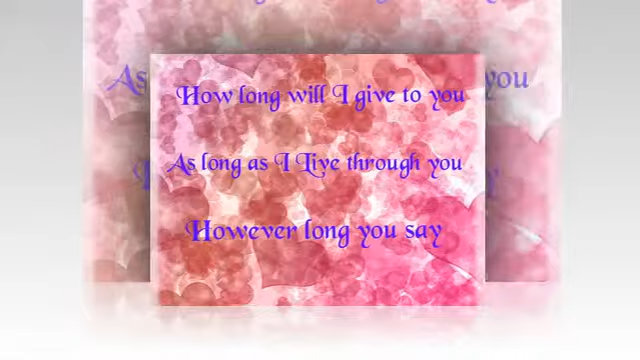 How long will I give to you
As long as I Live through you
However long you say